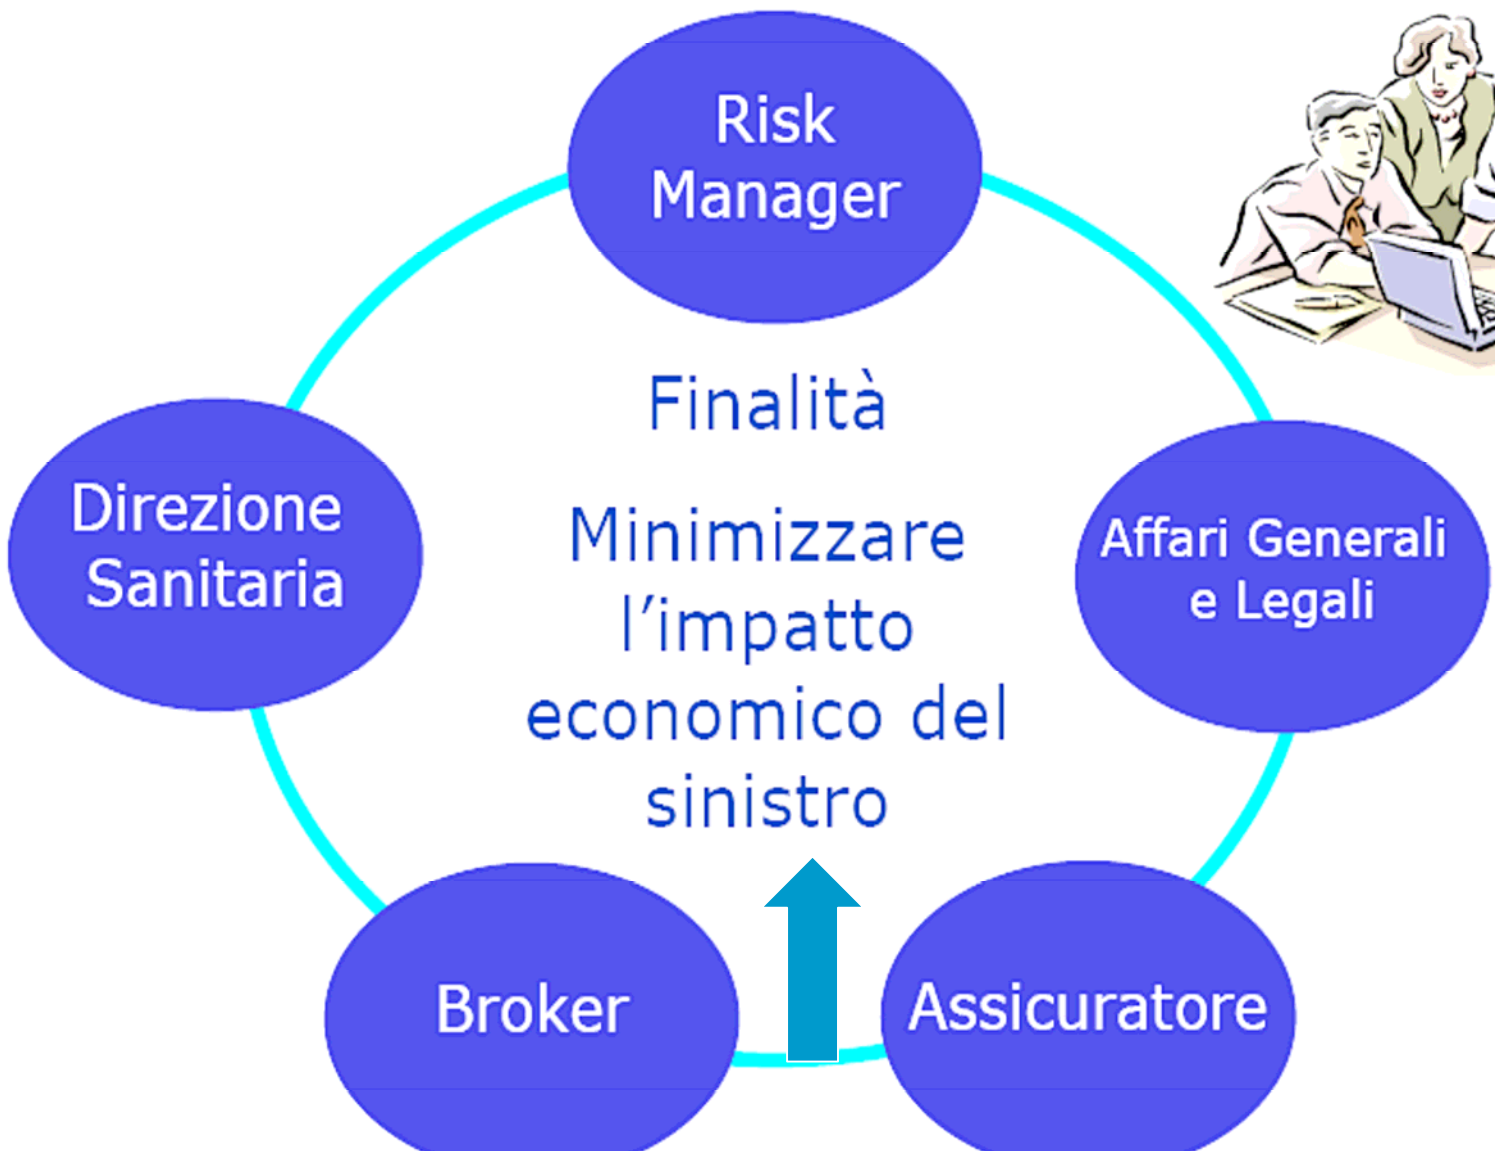 Risk
Manager
Finalità
Minimizzare
l’impatto
economico del
sinistro
Direzione
Sanitaria
Affari Generali
e Legali
Broker
Assicuratore